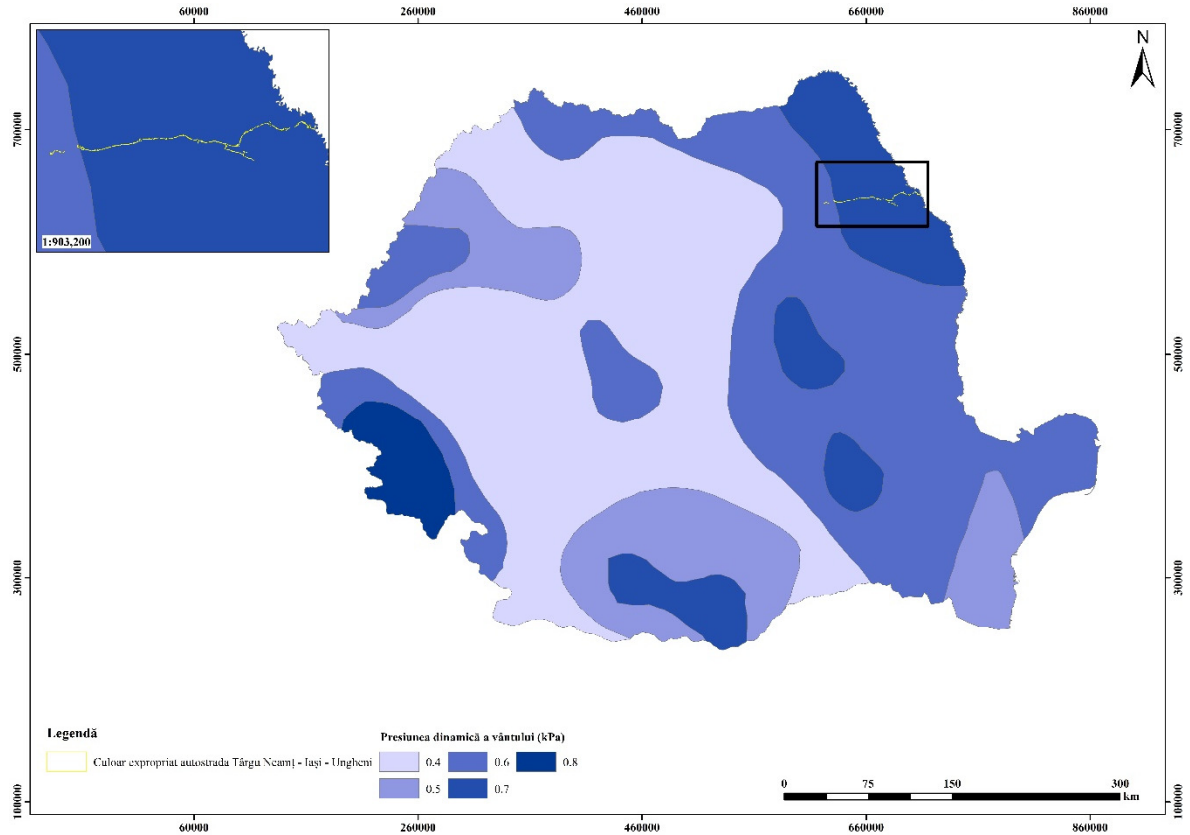 60000 260000 460000 660000 860000
N
700000 700000
1:903,200
500000 500000
300000 300000
Legendă
Culoar expropriat autostrada Târgu Neamț - Iași - Ungheni
Presiunea dinamică a vântului (kPa)
0.4 0.6 0.8
0.5 0.7
0 75 150 300
km
100000 100000
60000 260000 460000 660000 860000